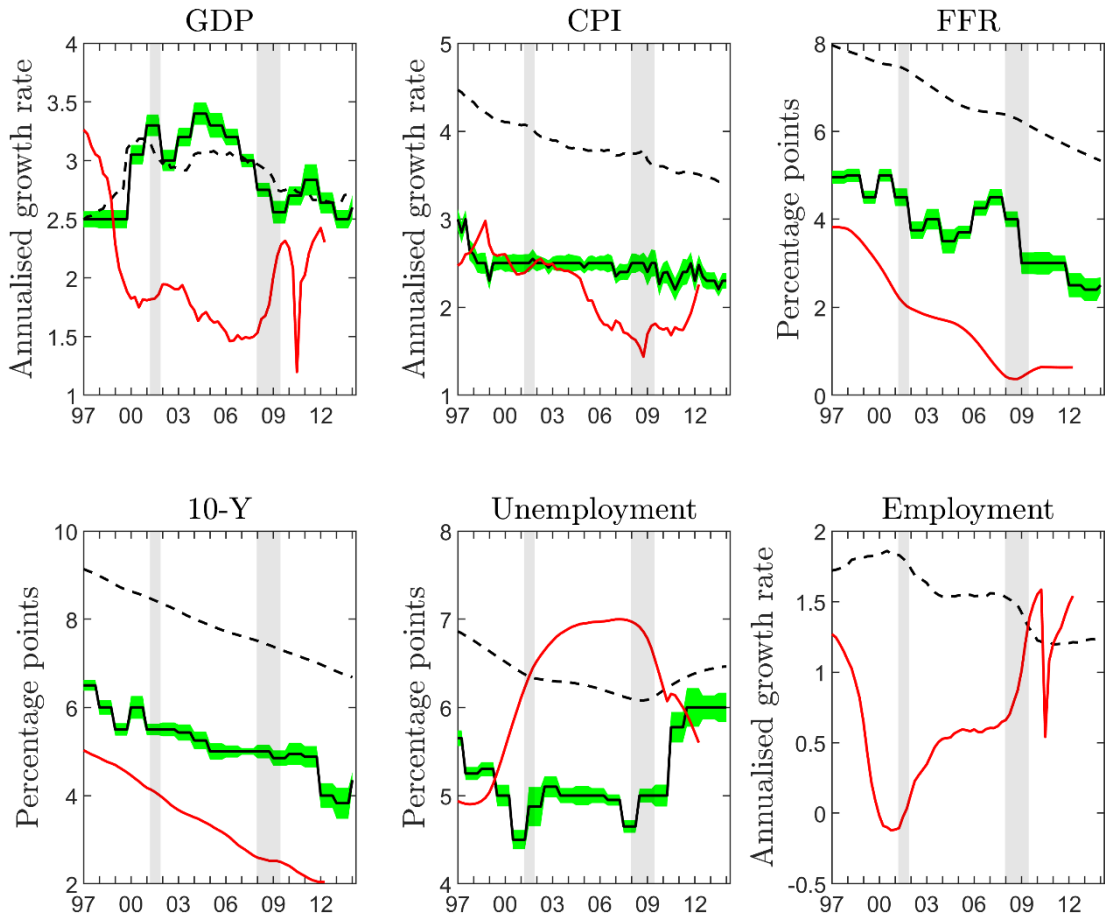 GDP
CPI
FFR
Annualised growth rate
4
3.5
3
2.5
2
1.5
1
97 00 03 06 09 12
Annualised growth rate
5
4
3
2
1
97 00 03 06 09 12
Percentage points
8
6
4
2
0
97 00 03 06 09 12
10-Y
Unemployment
Employment
Percentage points
10
8
6
4
2
97 00 03 06 09 12
Percentage points
8
7
6
5
4
97 00 03 06 09 12
Annualised growth rate
2
1.5
1
0.5
0
-0.5
97 00 03 06 09 12